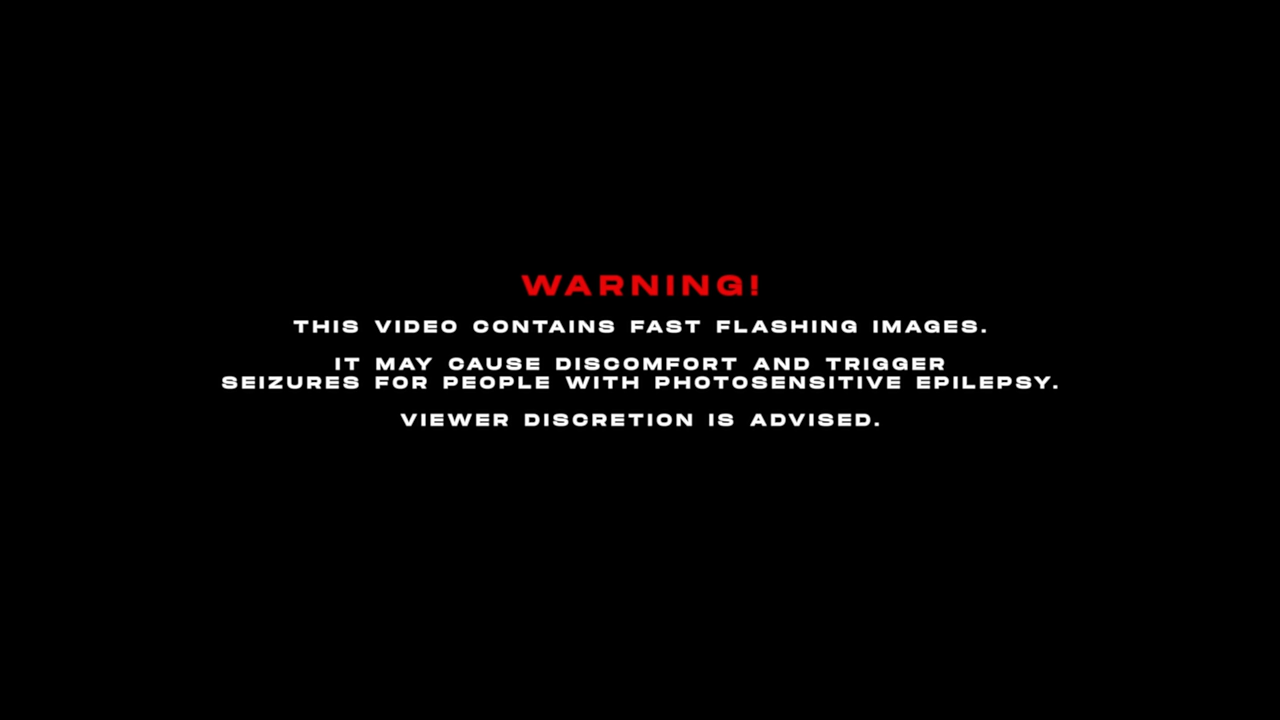 WARNING!
THIS VIDEO CONTAINS FAST FLASHING IMAGES.
IT MAY CAUSE DISCOMFORT AND TRIGGER
SEIZURES FOR PEOPLE WITH PHOTOSENSITIVE EPILEPSY.
VIEWER DISCRETION IS ADVISED.